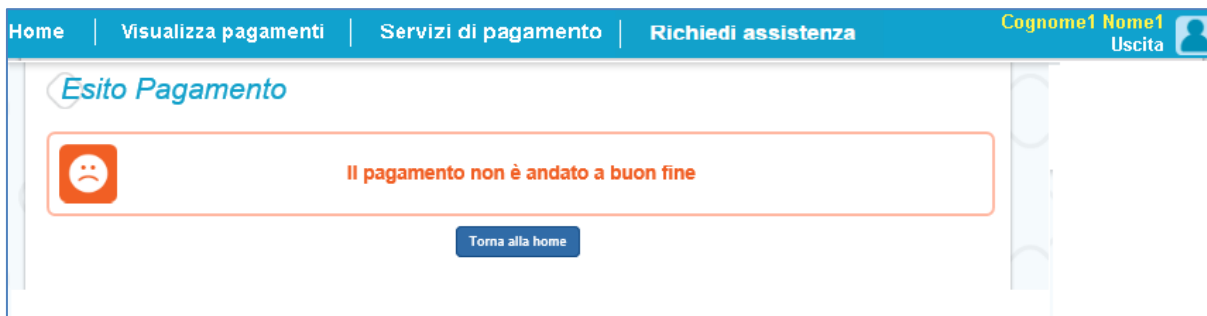 Home Visualizza pagamenti Servizi di pagamento Richiedi assistenza Cognome1 Nome1
Uscita
Esito Pagamento
Il pagamento non è andato a buon fine
Torna alla home